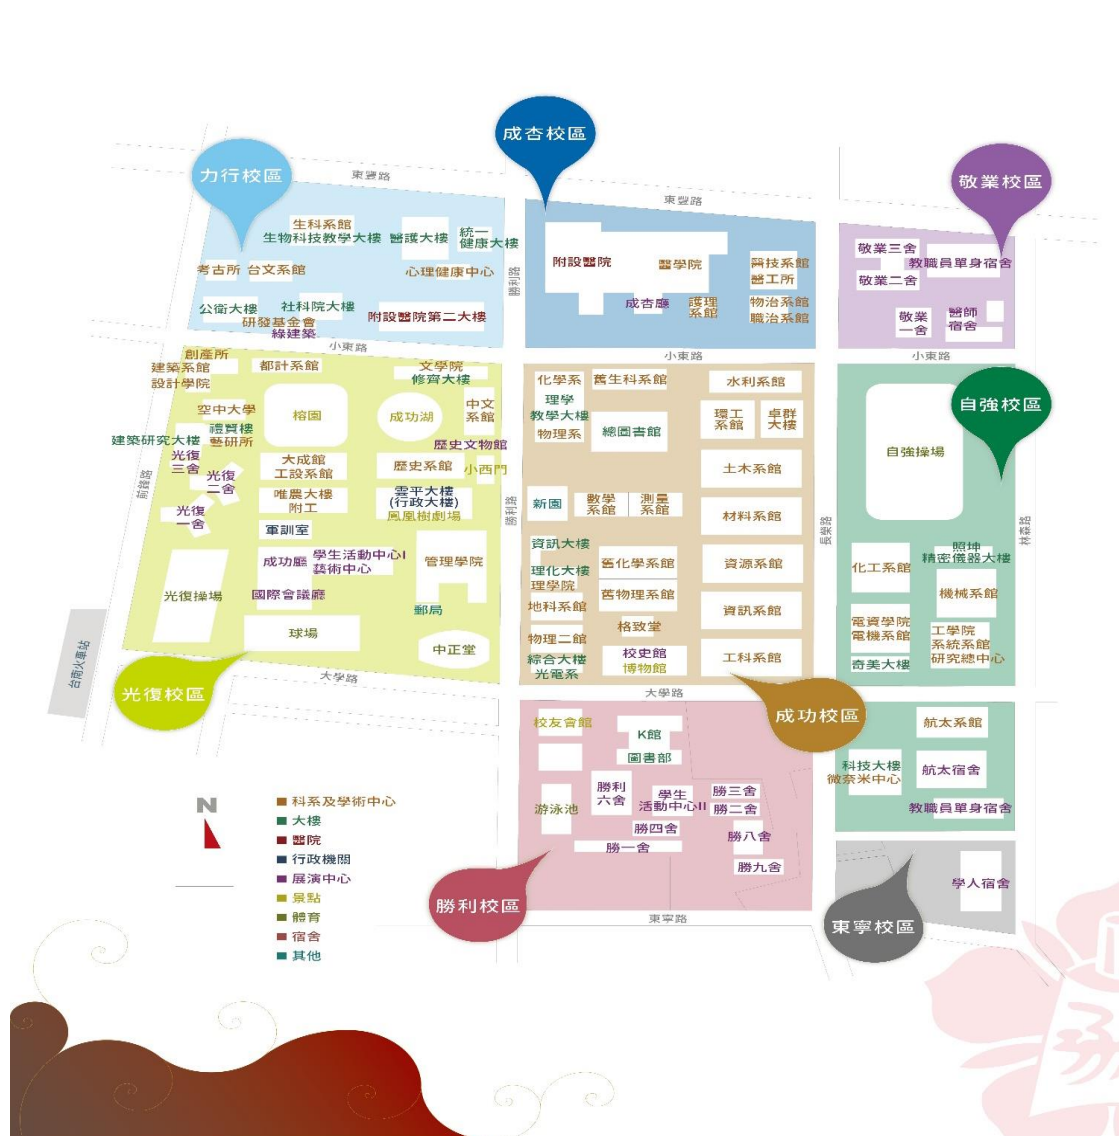 成杏校區
力行校區
敬業校區
東豐路
東豐路
生科系館
生物科技教學大樓
醫護大樓
統一
健康大樓
考古所
台文系館
心理健康中心
公衛大樓
社科院大樓
研發基金會
綠建築
附設醫院第二大樓
勝利路
附設醫院
醫學院
醫技系館
醫工所
成杏廳
護理
系館
物治系館
職治系館
敬業三舍
教職員單身宿舍
敬業二舍
敬業
一舍
醫師
宿舍
小東路
小東路
小東路
創產所
建築系館
設計學院
都計系館
文學院
修齊大樓
空中大學
榕園
成功湖
中文
系館
禮賢樓
建築研究大樓
藝研所
歷史文物館
光復
三舍
光復
二舍
大成館
工設系館
歷史系館
小西門
唯農大樓
附工
雲平大樓
(行政大樓)
鳳凰樹劇場
光復
一舍
軍訓室
前鋒路
成功廳
學生活動中心I
藝術中心
管理學院
光復操場
國際會議廳
郵局
球場
中正堂
台南火車站
光復校區
大學路
勝利路
化學系
舊生科系館
水利系館
理學
教學大樓
物理系
總圖書館
環工
系館
卓群
大樓
土木系館
新園
數學
系館
測量
系館
材料系館
資訊大樓
理化大樓
理學院
舊化學系館
資源系館
地科系館
舊物理系館
資訊系館
物理二館
格致堂
綜合大樓
光電系
校史館
博物館
工科系館
長榮路
大學路
成功校區
自強校區
自強操場
照坤
精密儀器大樓
化工系館
機械系館
電資學院
電機系館
工學院
系統系館
研究總中心
奇美大樓
林森路
航太系館
科技大樓
微奈米中心
航太宿舍
教職員單身宿舍
校友會館
K館
圖書部
游泳池
勝利
六舍
學生
活動中心II
勝三舍
勝二舍
勝四舍
勝八舍
勝一舍
勝九舍
勝利校區
東寧路
學人宿舍
東寧校區
N
科系及學術中心
大樓
醫院
行政機關
展演中心
景點
體育
宿舍
其他